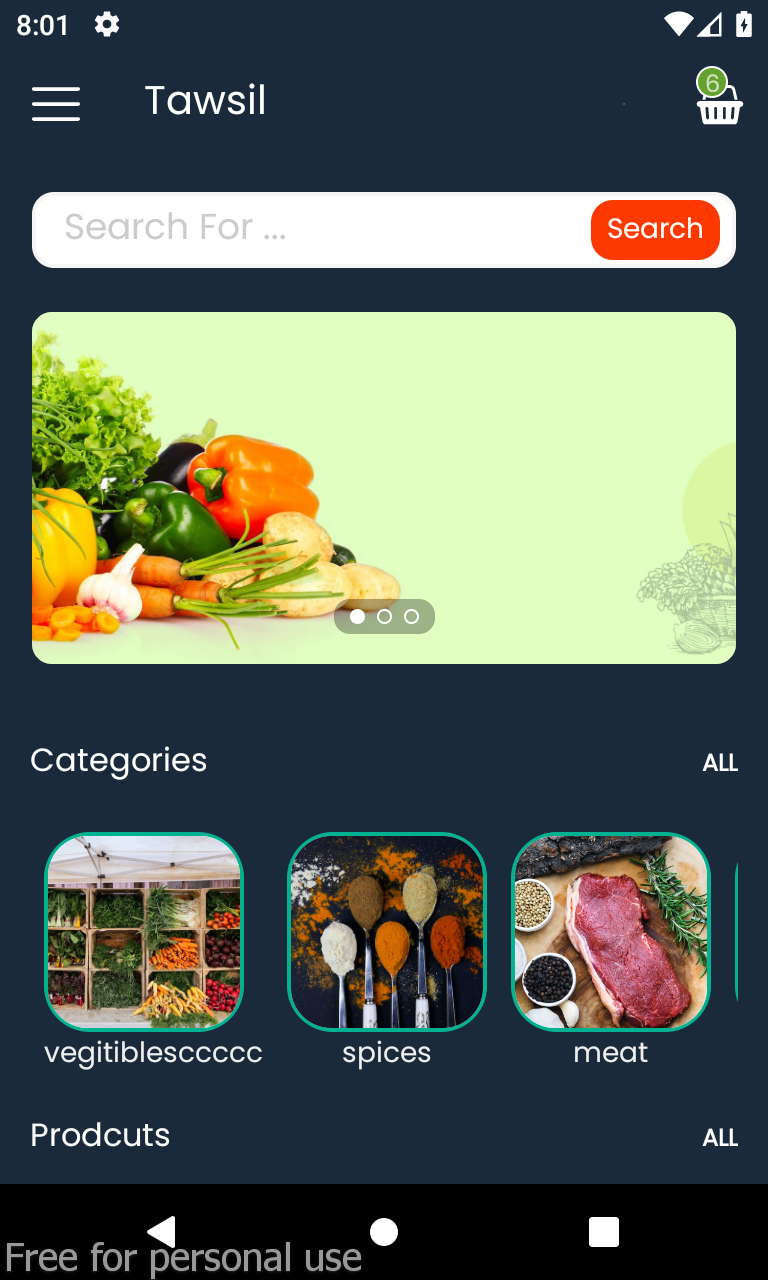 8:01
Tawsil
6
Search For ...
Search
Categories
ALL
vegitiblesccccc
spices
meat
Prodcuts
ALL
Free for personal use